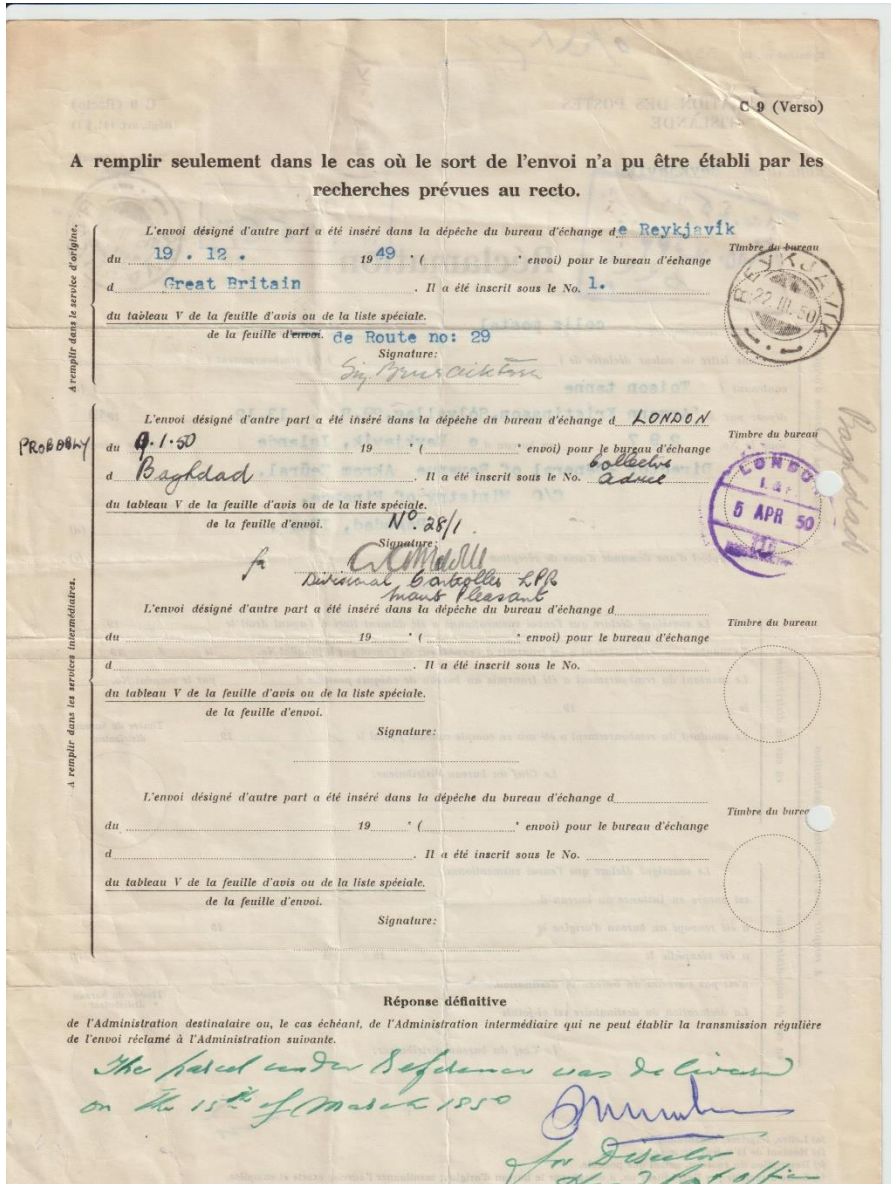 C 9 (Verso)
A remplir seulement dans le cas où le sort de l'envoi n'a pu être établi par les
recherches prévues au recto.
A remplir dans le service d'origine.
L'envoi désigné d'autre part a été inséré dans la dépêche du bureau d'échange de Reykjavík
du 19 . 12 . 1949 * ( * envoi) pour le bureau d'échange
Timbre du bureau
d Great Britain . Il a été inscrit sous le No. 1.
REYKJAVIK
22.III.50
du tableau V de la feuille d'avis ou de la liste spéciale.
de la feuille d'envoi. de Route no: 29
Signature:
A remplir dans les services intermédiaires.
L'envoi désigné d'autre part a été inséré dans la dépêche du bureau d'échange d LONDON
PROBABLY du 9.1.50 19 * ( * envoi) pour le bureau d'échange
Timbre du bureau
d Baghdad . Il a été inscrit sous le No. Collective
advice
Baghdad
LONDON
5 APR 50
du tableau V de la feuille d'avis ou de la liste spéciale.
de la feuille d'envoi. No. 28/1
Signature:
for
Divisional Controller LPR
Mount Pleasant
L'envoi désigné d'autre part a été inséré dans la dépêche du bureau d'échange d
Timbre du bureau
du 19 * ( * envoi) pour le bureau d'échange
d . Il a été inscrit sous le No.
du tableau V de la feuille d'avis ou de la liste spéciale.
de la feuille d'envoi.
Signature:
L'envoi désigné d'autre part a été inséré dans la dépêche du bureau d'échange d
Timbre du bureau
du 19 * ( * envoi) pour le bureau d'échange
d . Il a été inscrit sous le No.
du tableau V de la feuille d'avis ou de la liste spéciale.
de la feuille d'envoi.
Signature:
Réponse définitive
de l'Administration destinataire ou, le cas échéant, de l'Administration intermédiaire qui ne peut établir la transmission régulière
de l'envoi réclamé à l'Administration suivante.
The parcel under reference was delivered
on the 15th of March 1950
for Director